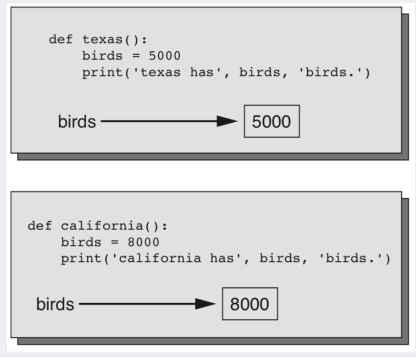 def texas():
    birds = 5000
    print('texas has', birds, 'birds.')
birds 5000
def california():
    birds = 8000
    print('california has', birds, 'birds.')
birds 8000